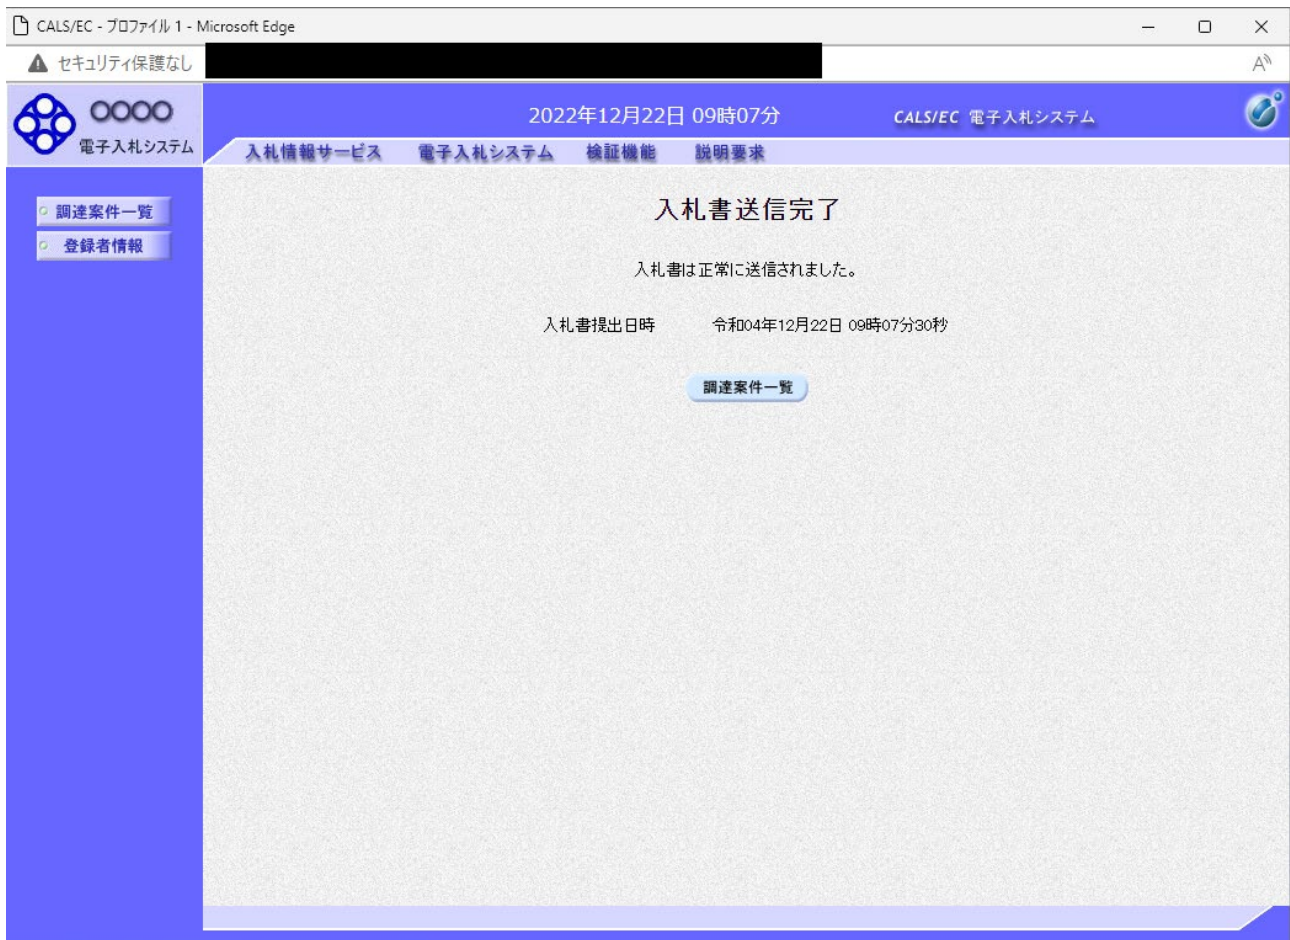 CALS/EC - プロファイル 1 - Microsoft Edge
セキュリティ保護なし
OOOO
電子入札システム
2022年12月22日 09時07分
CALS/EC 電子入札システム
入札情報サービス 電子入札システム 検証機能 説明要求
調達案件一覧
登録者情報
入札書送信完了
入札書は正常に送信されました。
入札書提出日時 令和04年12月22日 09時07分30秒
調達案件一覧